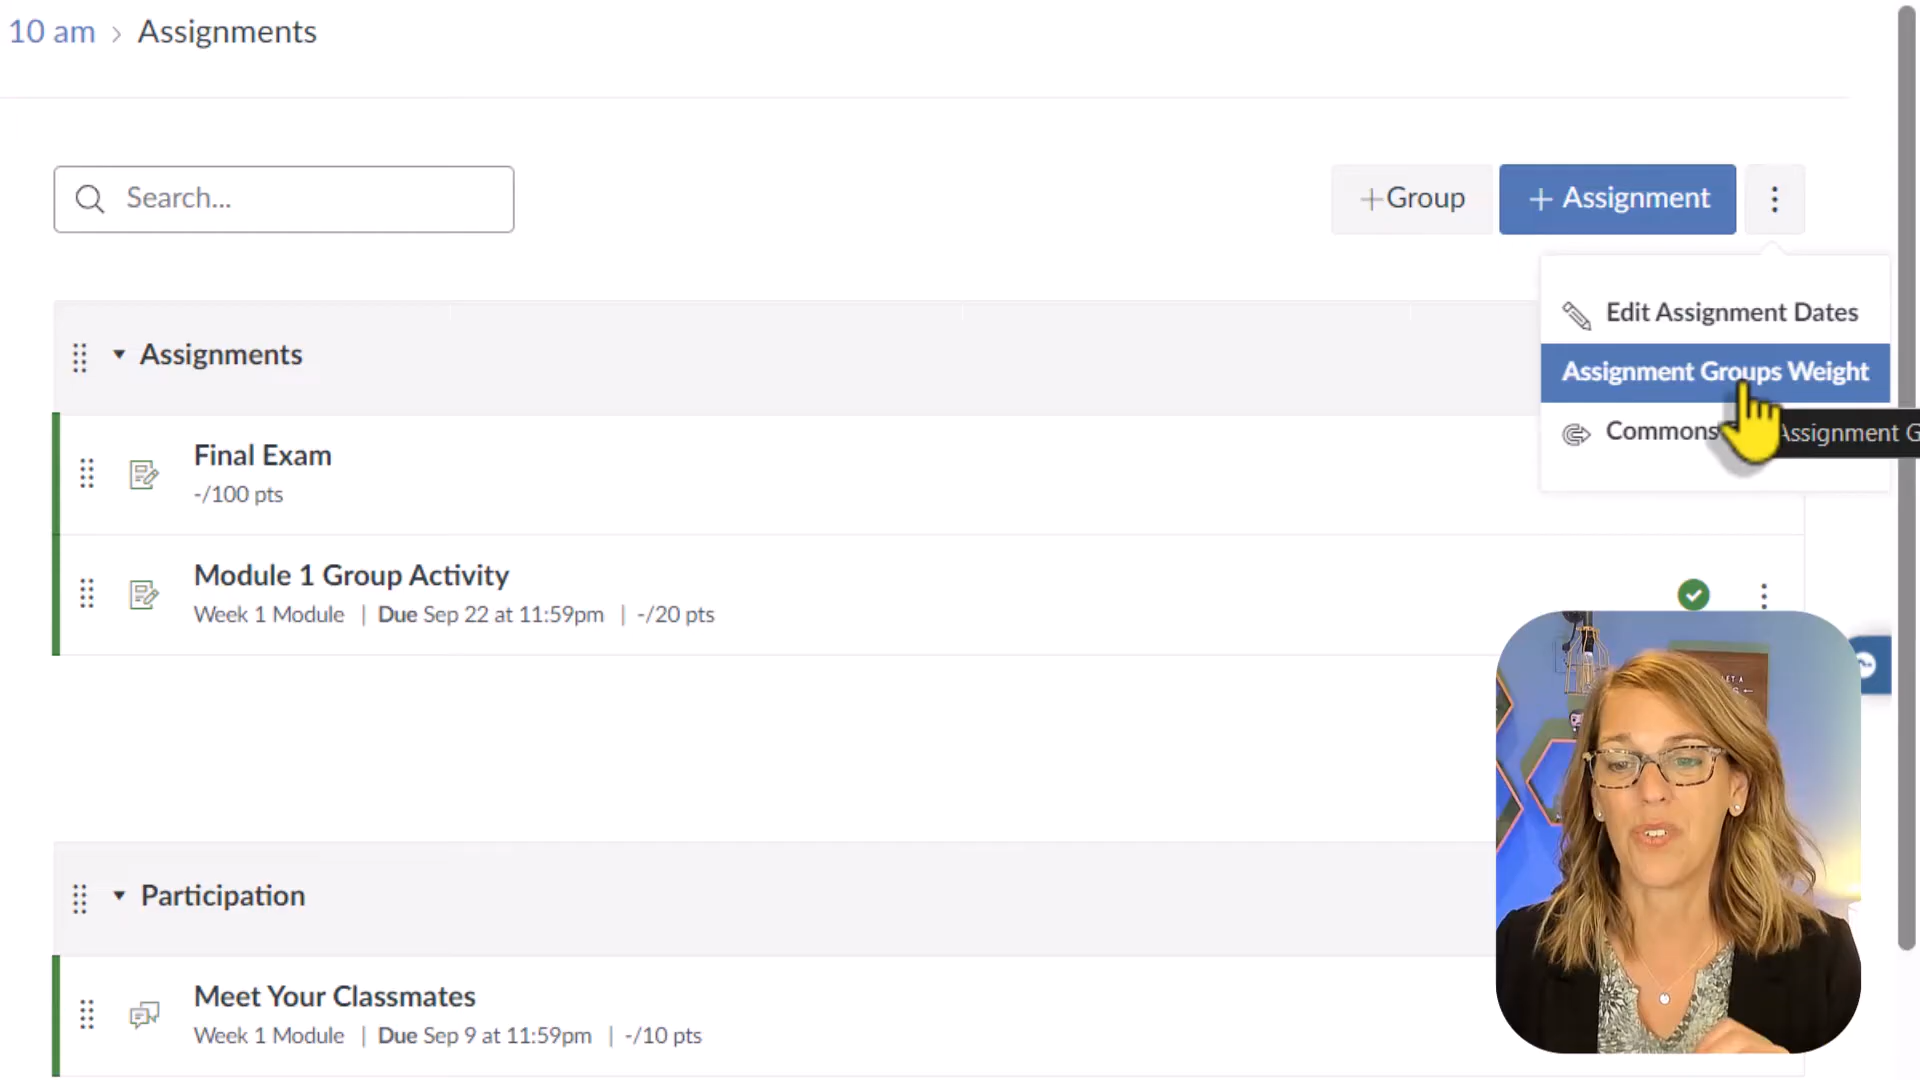 10 am > Assignments
Search...
+Group
+ Assignment
Edit Assignment Dates
Assignment Groups Weight
Commons
Assignment G
Assignments
Final Exam
-/100 pts
Module 1 Group Activity
Week 1 Module | Due Sep 22 at 11:59pm | -/20 pts
Participation
Meet Your Classmates
Week 1 Module | Due Sep 9 at 11:59pm | -/10 pts